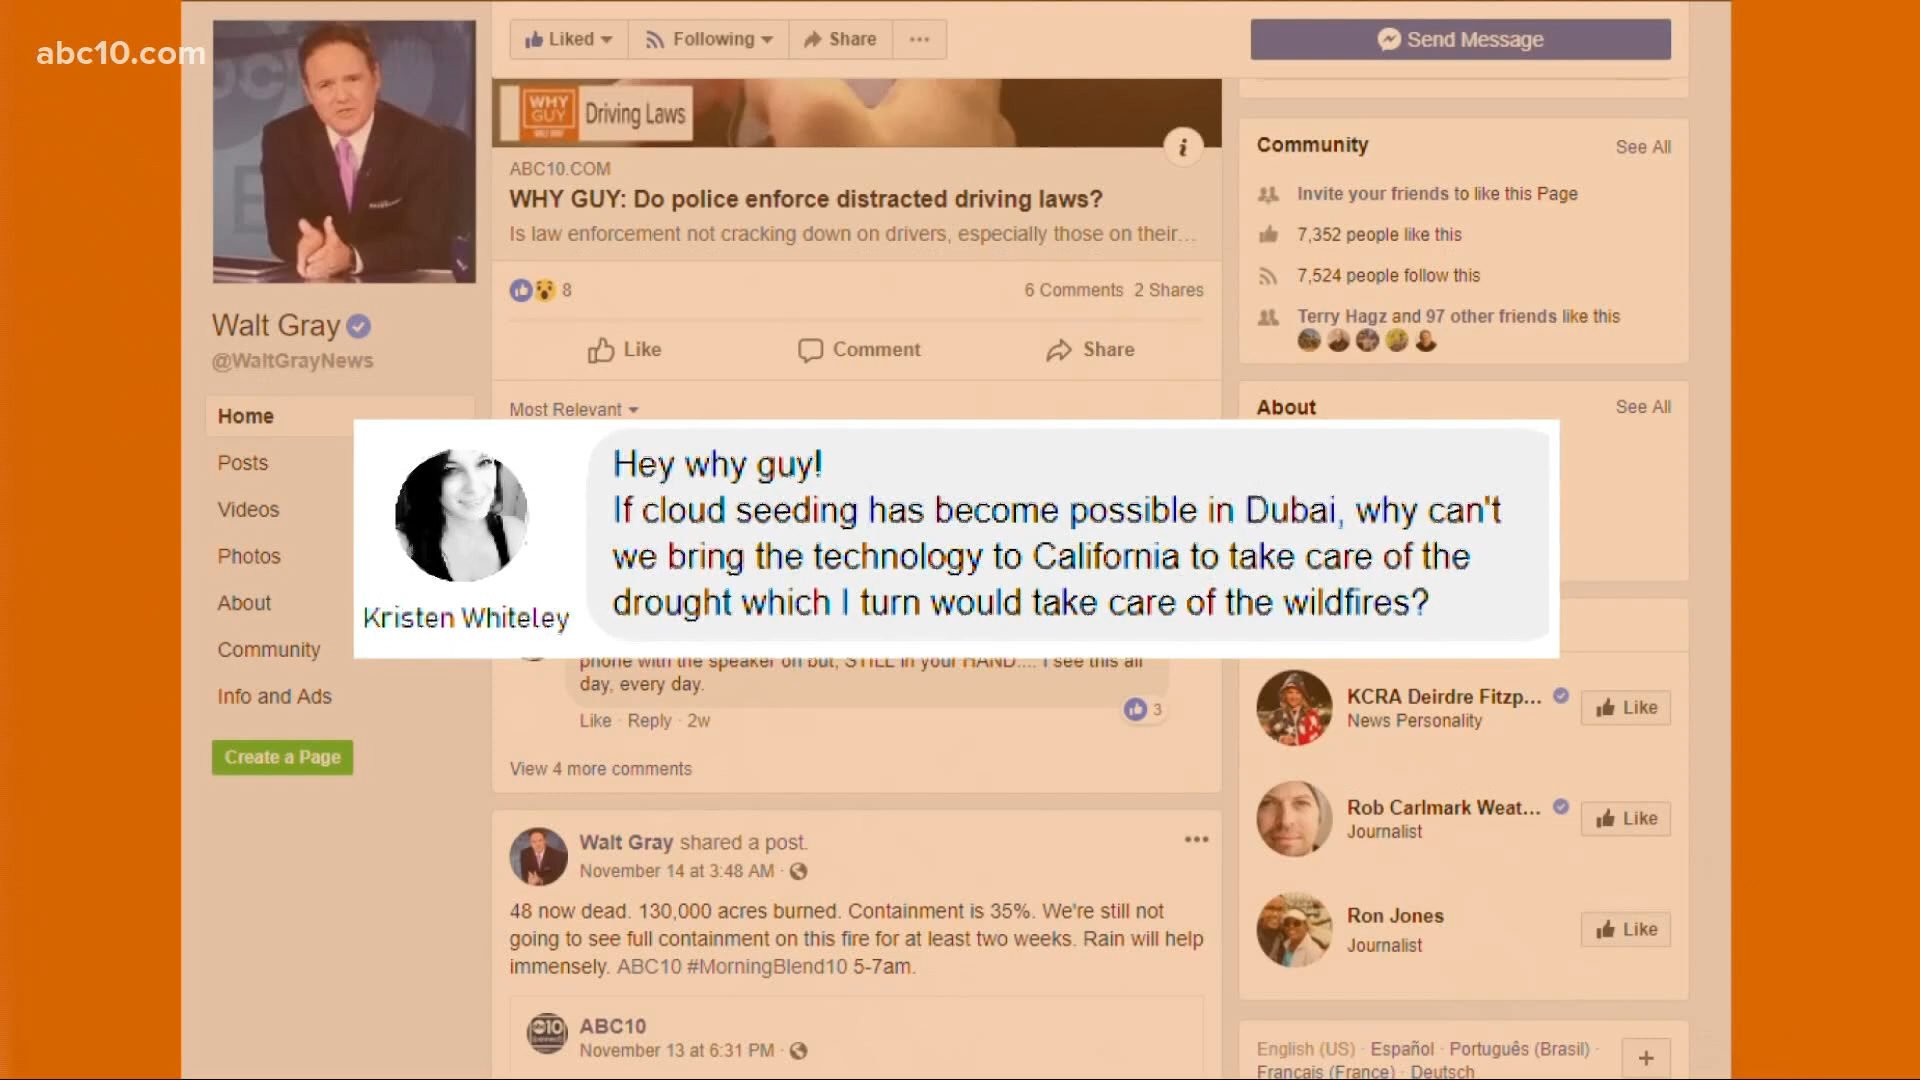 abc10.com
Liked
Following
Share
Send Message
WHY
GUY
WALT GRAY
Driving Laws
ABC10.COM
WHY GUY: Do police enforce distracted driving laws?
Is law enforcement not cracking down on drivers, especially those on their...
8
6 Comments 2 Shares
Like
Comment
Share
Most Relevant
Walt Gray
@WaltGrayNews
Home
Posts
Videos
Photos
About
Community
Info and Ads
Create a Page
Kristen Whiteley
Hey why guy!
If cloud seeding has become possible in Dubai, why can't
we bring the technology to California to take care of the
drought which I turn would take care of the wildfires?
phone with the speaker on but, STILL in your HAND.... I see this all
day, every day.
Like · Reply · 2w
3
View 4 more comments
Walt Gray shared a post.
November 14 at 3:48 AM ·
48 now dead. 130,000 acres burned. Containment is 35%. We're still not
going to see full containment on this fire for at least two weeks. Rain will help
immensely. ABC10 #MorningBlend10 5-7am.
abc10
ABC10
November 13 at 6:31 PM ·
Community
See All
Invite your friends to like this Page
7,352 people like this
7,524 people follow this
Terry Hagz and 97 other friends like this
About
See All
KCRA Deirdre Fitzp...
News Personality
Like
Rob Carlmark Weat...
Journalist
Like
Ron Jones
Journalist
Like
English (US) · Español · Português (Brasil) ·
Français (France) · Deutsch